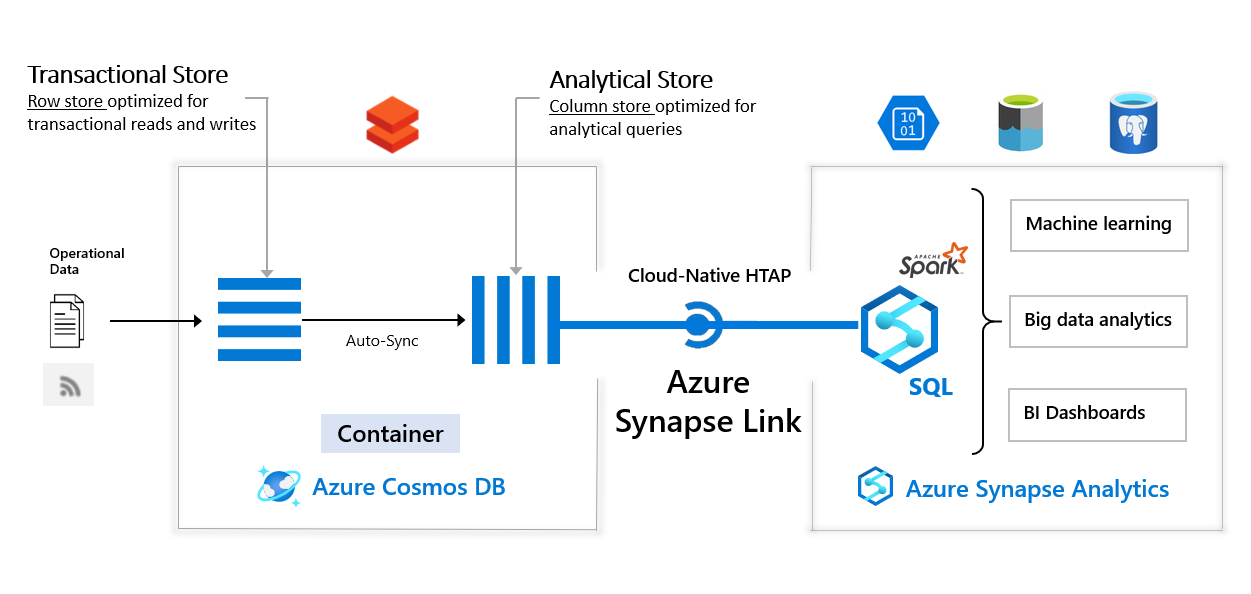 Transactional Store
Row store optimized for
transactional reads and writes
Analytical Store
Column store optimized for
analytical queries
10
01
Operational
Data
Auto-Sync
Container
Azure Cosmos DB
Cloud-Native HTAP
Azure
Synapse Link
APACHE
Spark
SQL
Machine learning
Big data analytics
BI Dashboards
Azure Synapse Analytics